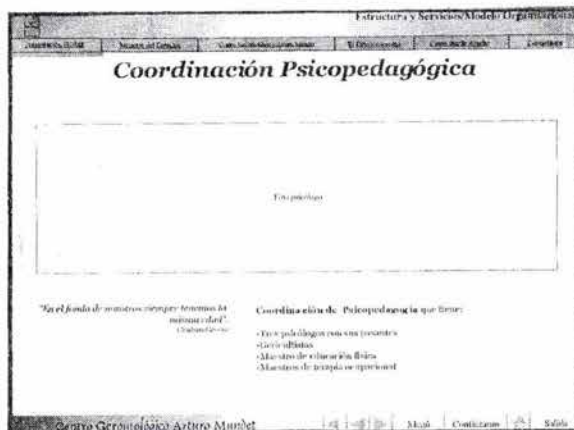 Estructura y Servicios/Modelo Organizacional
Coordinación Psicopedagógica
Foto psicólogo
"En el fondo de nosotros siempre tenemos la
misma edad".
Graham Greene
Coordinación de Psicopedagogía que tiene:
-Tres psicólogos con sus pasantes
-Gericultistas
-Maestro de educación física
-Maestros de terapia ocupacional
Centro Gerontológico Arturo Mundet
Menú
Contáctanos
Salida